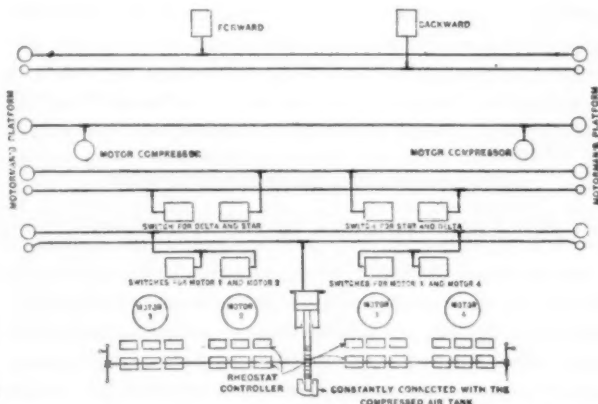 FORWARD
BACKWARD
MOTORMAN'S PLATFORM
MOTORMAN'S PLATFORM
MOTOR COMPRESSOR
MOTOR COMPRESSOR
SWITCH FOR DELTA AND STAR
SWITCH FOR STAR AND DELTA
SWITCHES FOR MOTOR 1 AND MOTOR 2
SWITCHES FOR MOTOR 3 AND MOTOR 4
MOTOR
1
MOTOR
2
MOTOR
3
MOTOR
4
RHEOSTAT
CONTROLLER
CONSTANTLY CONNECTED WITH THE
COMPRESSED AIR TANK